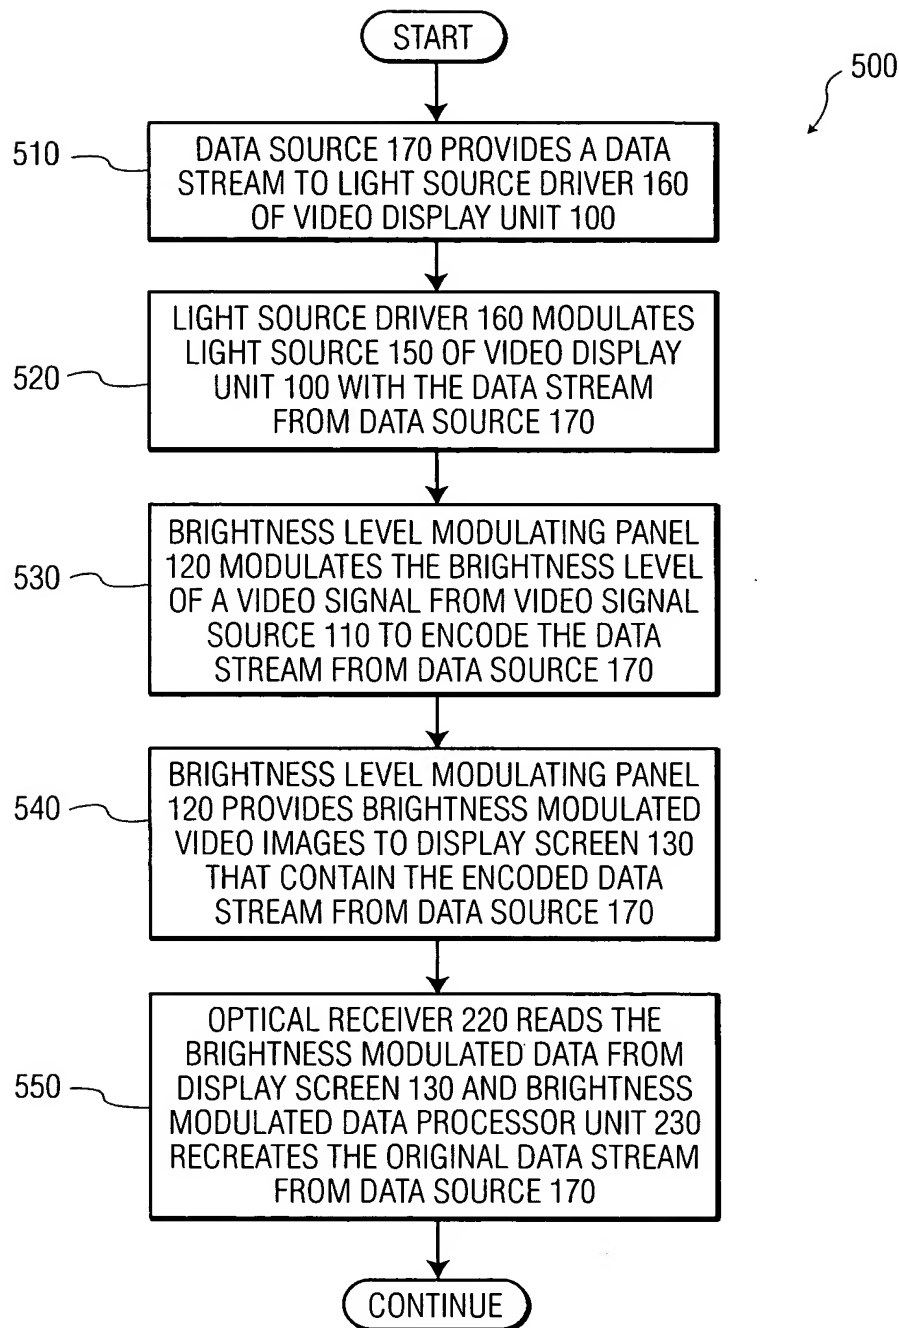 START
500
510
DATA SOURCE 170 PROVIDES A DATA
STREAM TO LIGHT SOURCE DRIVER 160
OF VIDEO DISPLAY UNIT 100
520
LIGHT SOURCE DRIVER 160 MODULATES
LIGHT SOURCE 150 OF VIDEO DISPLAY
UNIT 100 WITH THE DATA STREAM
FROM DATA SOURCE 170
530
BRIGHTNESS LEVEL MODULATING PANEL
120 MODULATES THE BRIGHTNESS LEVEL
OF A VIDEO SIGNAL FROM VIDEO SIGNAL
SOURCE 110 TO ENCODE THE DATA
STREAM FROM DATA SOURCE 170
540
BRIGHTNESS LEVEL MODULATING PANEL
120 PROVIDES BRIGHTNESS MODULATED
VIDEO IMAGES TO DISPLAY SCREEN 130
THAT CONTAIN THE ENCODED DATA
STREAM FROM DATA SOURCE 170
550
OPTICAL RECEIVER 220 READS THE
BRIGHTNESS MODULATED DATA FROM
DISPLAY SCREEN 130 AND BRIGHTNESS
MODULATED DATA PROCESSOR UNIT 230
RECREATES THE ORIGINAL DATA STREAM
FROM DATA SOURCE 170
CONTINUE